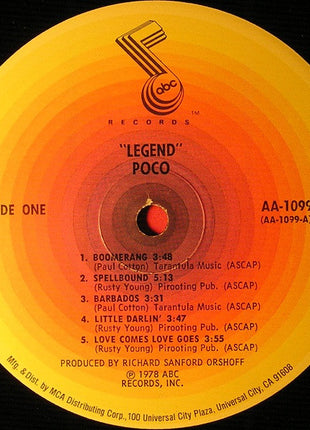 abc
TM
RECORDS
"LEGEND"
POCO
DE ONE
AA-1099
(AA-1099-A)
1. BOOMERANG 3:48
(Paul Cotton) Tarantula Music (ASCAP)
2. SPELLBOUND 5:13
(Rusty Young) Pirooting Pub. (ASCAP)
3. BARBADOS 3:31
(Paul Cotton) Tarantula Music (ASCAP)
4. LITTLE DARLIN' 3:47
(Rusty Young) Pirooting Pub. (ASCAP)
5. LOVE COMES LOVE GOES 3:55
(Rusty Young) Pirooting Pub. (ASCAP)
PRODUCED BY RICHARD SANFORD ORSHOFF
℗ 1978 ABC
RECORDS, INC.
Mfg. & Dist. by MCA Distributing Corp., 100 Universal City Plaza, Universal City, CA 91608